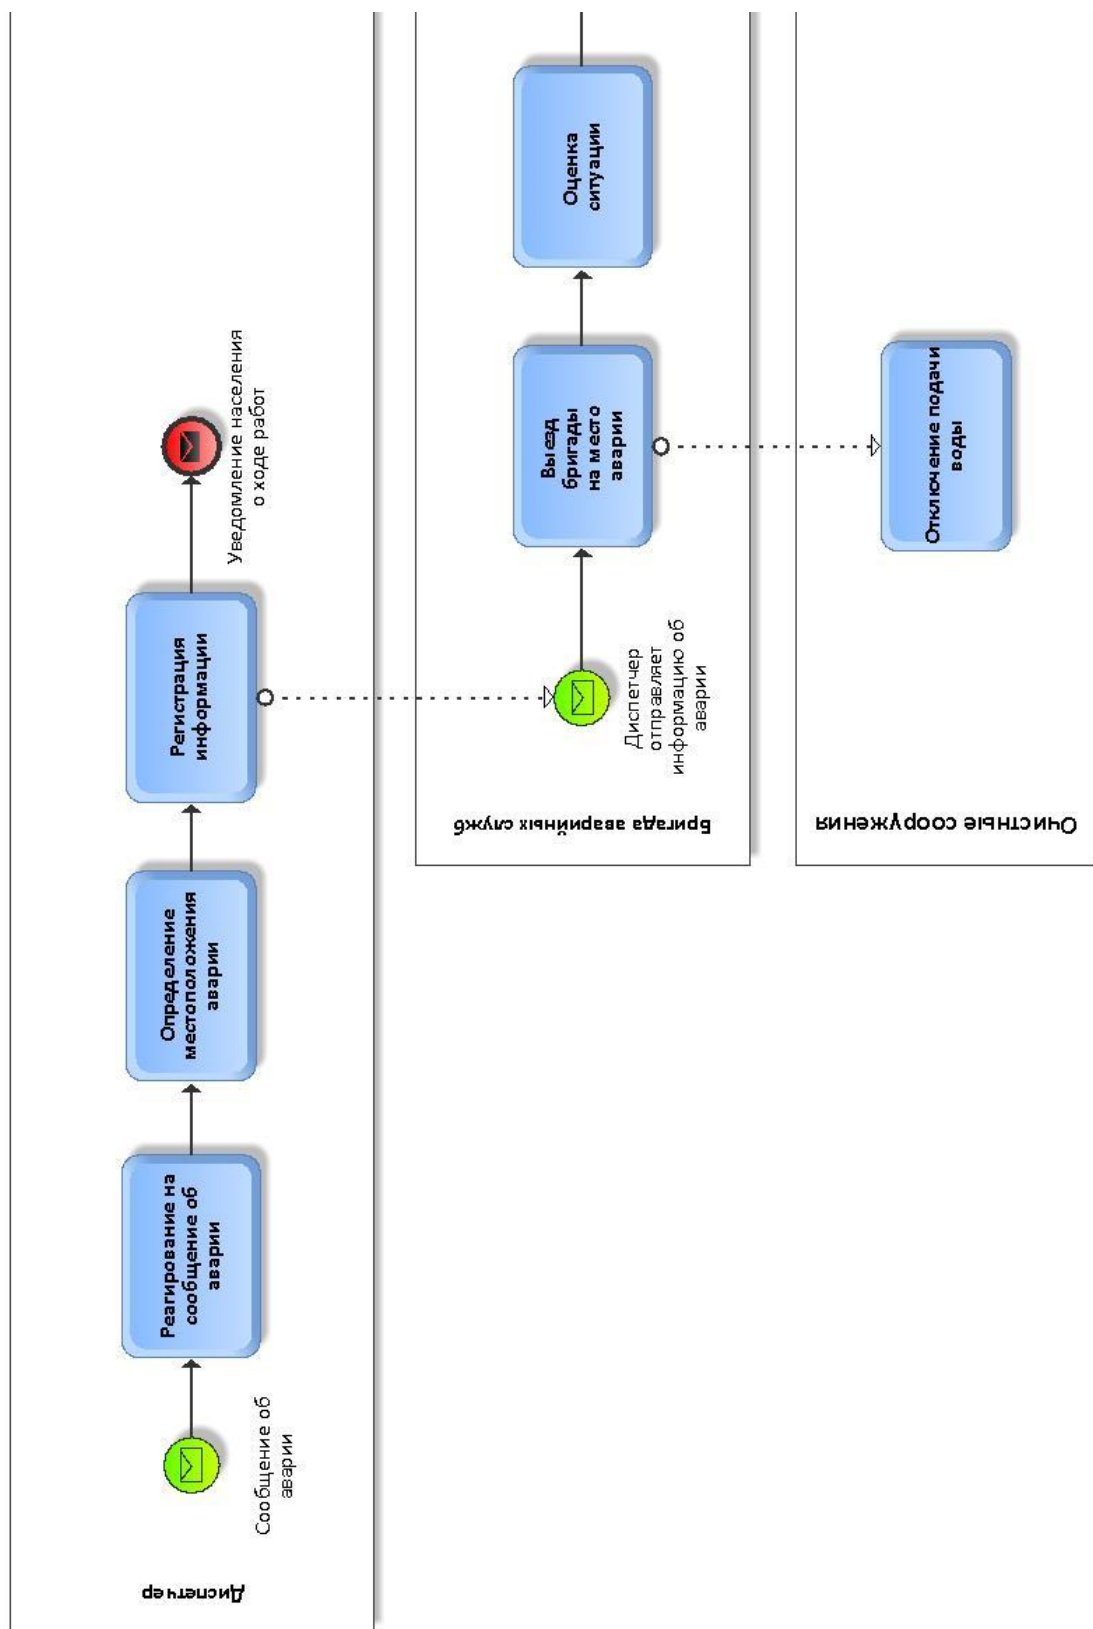 Диспетчер
Сообщение об
аварии
Реагирование на
сообщение об
аварии
Определение
местоположения
аварии
Регистрация
информации
Уведомление населения
о ходе работ
Бригада аварийных служб
Диспетчер
отправляет
информацию об
аварии
Выезд
бригады
на место
аварии
Оценка
ситуации
Очистные сооружения
Отключение подачи
воды